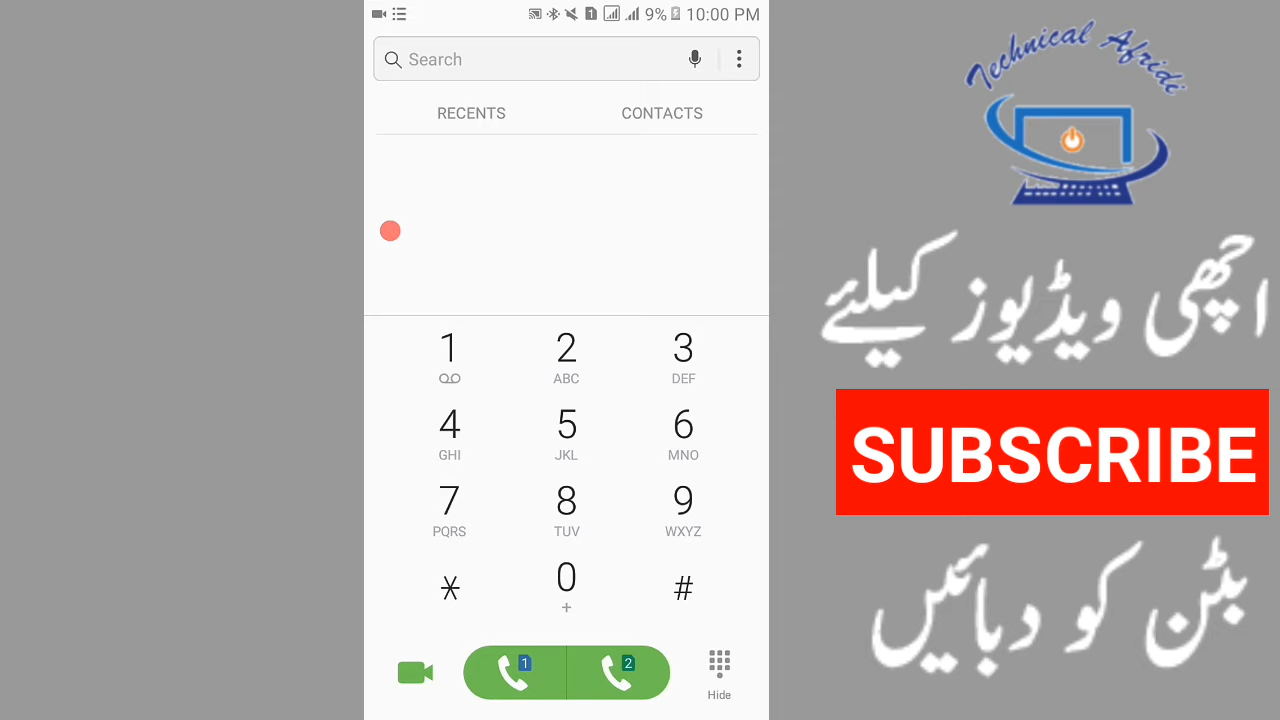 9% 10:00 PM
Search
RECENTS CONTACTS
1 2 3
ABC DEF
4 5 6
GHI JKL MNO
7 8 9
PQRS TUV WXYZ
* 0 #
+
1 2
Hide
Technical Afridi
اچھی ویڈیوز کیلئے
SUBSCRIBE
بٹن کو دبائیں